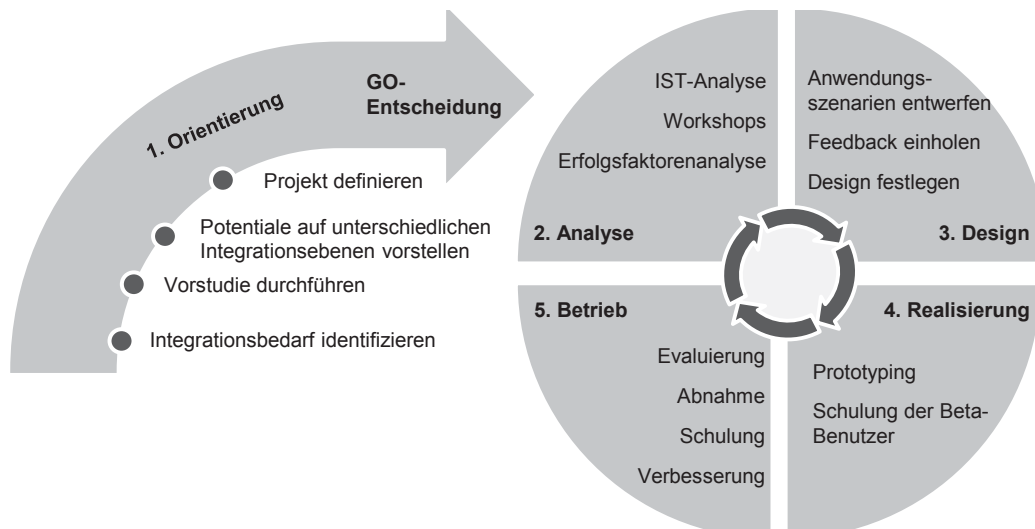 1. Orientierung
GO-
Entscheidung
Projekt definieren
Potentiale auf unterschiedlichen
Integrationsebenen vorstellen
Vorstudie durchführen
Integrationsbedarf identifizieren
IST-Analyse
Workshops
Erfolgsfaktorenanalyse
2. Analyse
Anwendungs-
szenarien entwerfen
Feedback einholen
Design festlegen
3. Design
5. Betrieb
Evaluierung
Abnahme
Schulung
Verbesserung
4. Realisierung
Prototyping
Schulung der Beta-
Benutzer